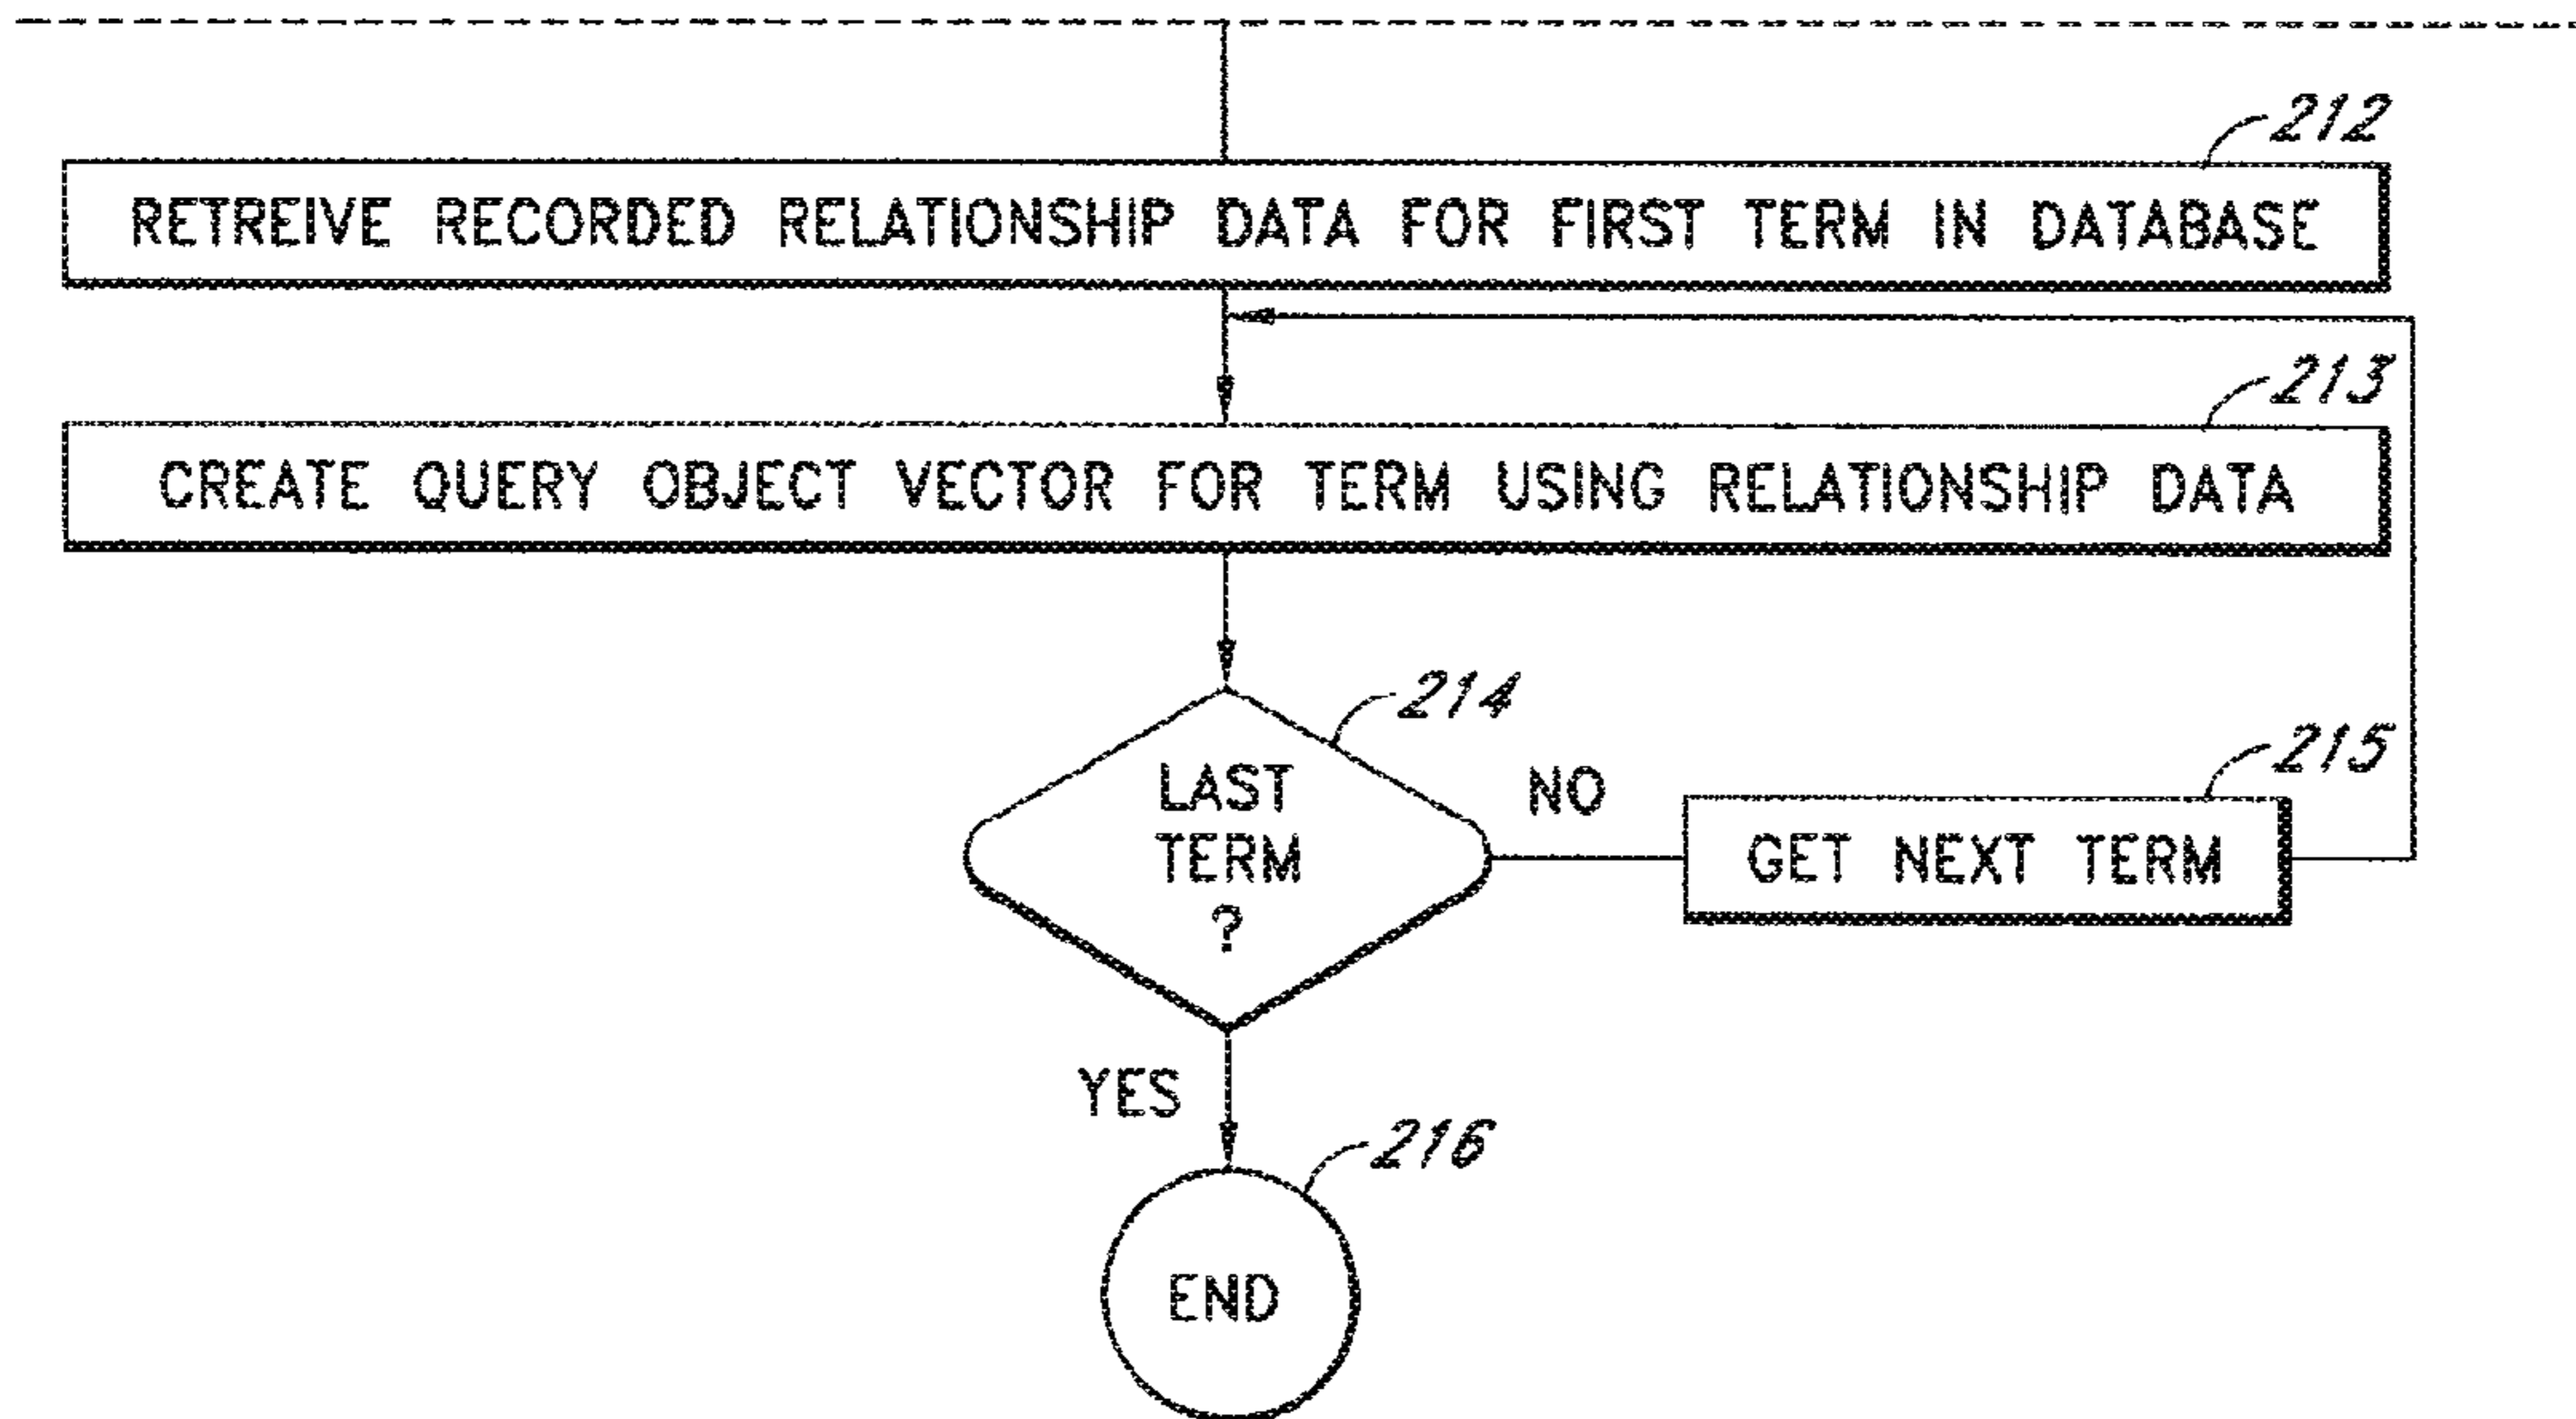 212
RETREIVE RECORDED RELATIONSHIP DATA FOR FIRST TERM IN DATABASE
213
CREATE QUERY OBJECT VECTOR FOR TERM USING RELATIONSHIP DATA
214
LAST
TERM
?
NO
215
GET NEXT TERM
YES
216
END